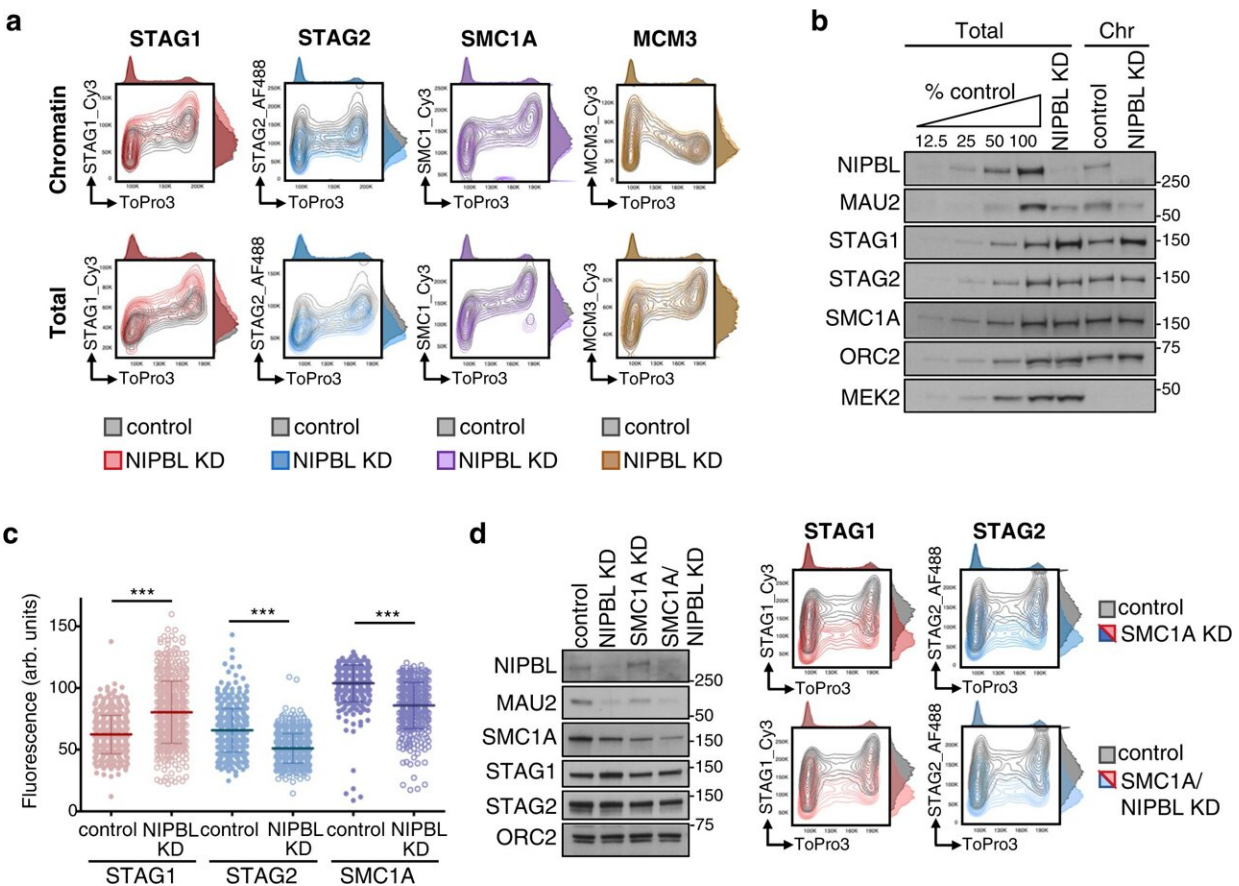 a
STAG1 STAG2 SMC1A MCM3
Chromatin
STAG1_Cy3 STAG2_AF488 SMC1_Cy3 MCM3_Cy3
ToPro3 ToPro3 ToPro3 ToPro3
Total
STAG1_Cy3 STAG2_AF488 SMC1_Cy3 MCM3_Cy3
ToPro3 ToPro3 ToPro3 ToPro3
control control control control
NIPBL KD NIPBL KD NIPBL KD NIPBL KD
b
Total Chr
% control
12.5 25 50 100 NIPBL KD control NIPBL KD
NIPBL
-250
MAU2
-50
STAG1 -150
STAG2 -150
SMC1A -150
ORC2 -75
MEK2 -50
c
Fluorescence (arb. units)
*** *** ***
150
100
50
0
control NIPBL KD control NIPBL KD control NIPBL KD
STAG1 STAG2 SMC1A
d
control NIPBL KD SMC1A KD SMC1A/ NIPBL KD
NIPBL
-250
MAU2
-50
SMC1A -150
STAG1 -150
STAG2 -150
-75
ORC2
STAG1 STAG2
STAG1_Cy3 STAG2_AF488
ToPro3 ToPro3
control
SMC1A KD
STAG1_Cy3 STAG2_AF488
ToPro3 ToPro3
control
SMC1A/
NIPBL KD